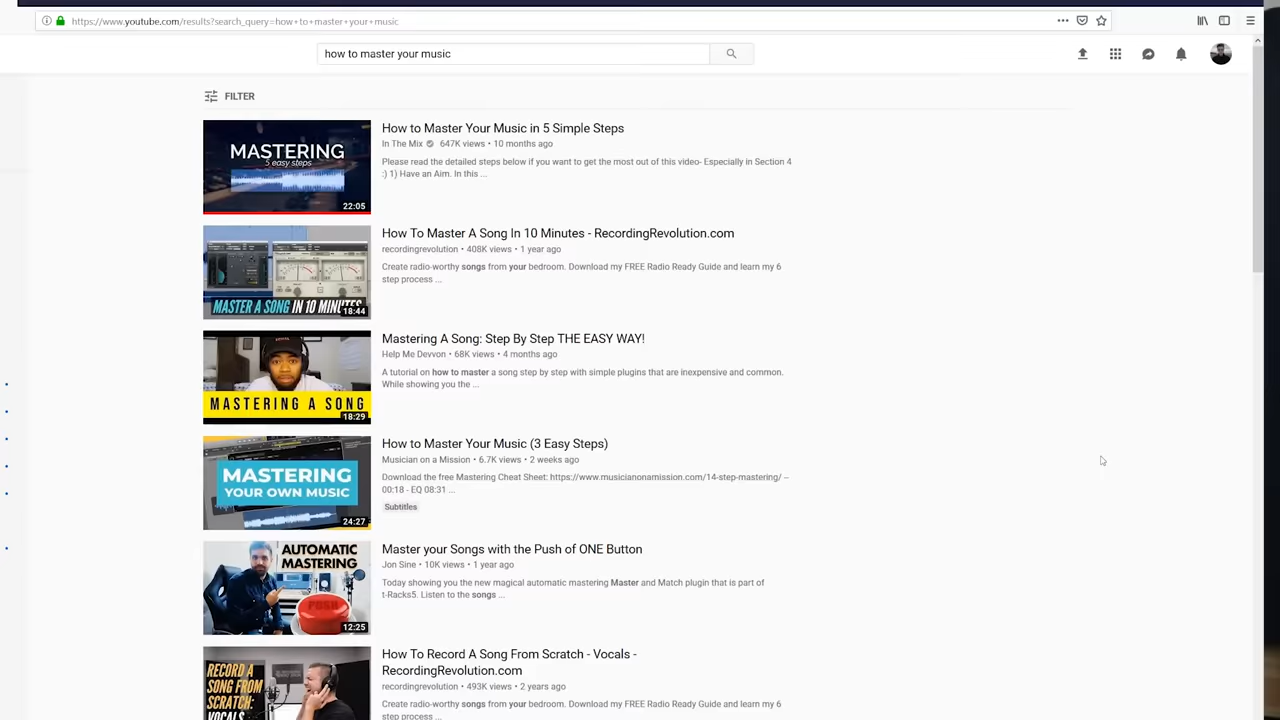 https://www.youtube.com/results?search_query=how+to+master+your+music
how to master your music
FILTER
MASTERING
5 easy steps
22:05
How to Master Your Music in 5 Simple Steps
In The Mix 647K views • 10 months ago
Please read the detailed steps below if you want to get the most out of this video- Especially in Section 4
:) 1) Have an Aim. In this ...
MASTER A SONG IN 10 MINUTES
18:44
How To Master A Song In 10 Minutes - RecordingRevolution.com
recordingrevolution • 408K views • 1 year ago
Create radio-worthy songs from your bedroom. Download my FREE Radio Ready Guide and learn my 6
step process ...
MASTERING A SONG
18:29
Mastering A Song: Step By Step THE EASY WAY!
Help Me Devvon • 68K views • 4 months ago
A tutorial on how to master a song step by step with simple plugins that are inexpensive and common.
While showing you the ...
MASTERING
YOUR OWN MUSIC
24:27
How to Master Your Music (3 Easy Steps)
Musician on a Mission • 6.7K views • 2 weeks ago
Download the free Mastering Cheat Sheet: https://www.musicianonamission.com/14-step-mastering/ --
00:18 - EQ 08:31 ...
Subtitles
AUTOMATIC
MASTERING
PUSH
12:25
Master your Songs with the Push of ONE Button
Jon Sine • 10K views • 1 year ago
Today showing you the new magical automatic mastering Master and Match plugin that is part of
t-Racks5. Listen to the songs ...
RECORD A
SONG FROM
SCRATCH:
VOCALS
How To Record A Song From Scratch - Vocals -
RecordingRevolution.com
recordingrevolution • 493K views • 2 years ago
Create radio-worthy songs from your bedroom. Download my FREE Radio Ready Guide and learn my 6
step process ...